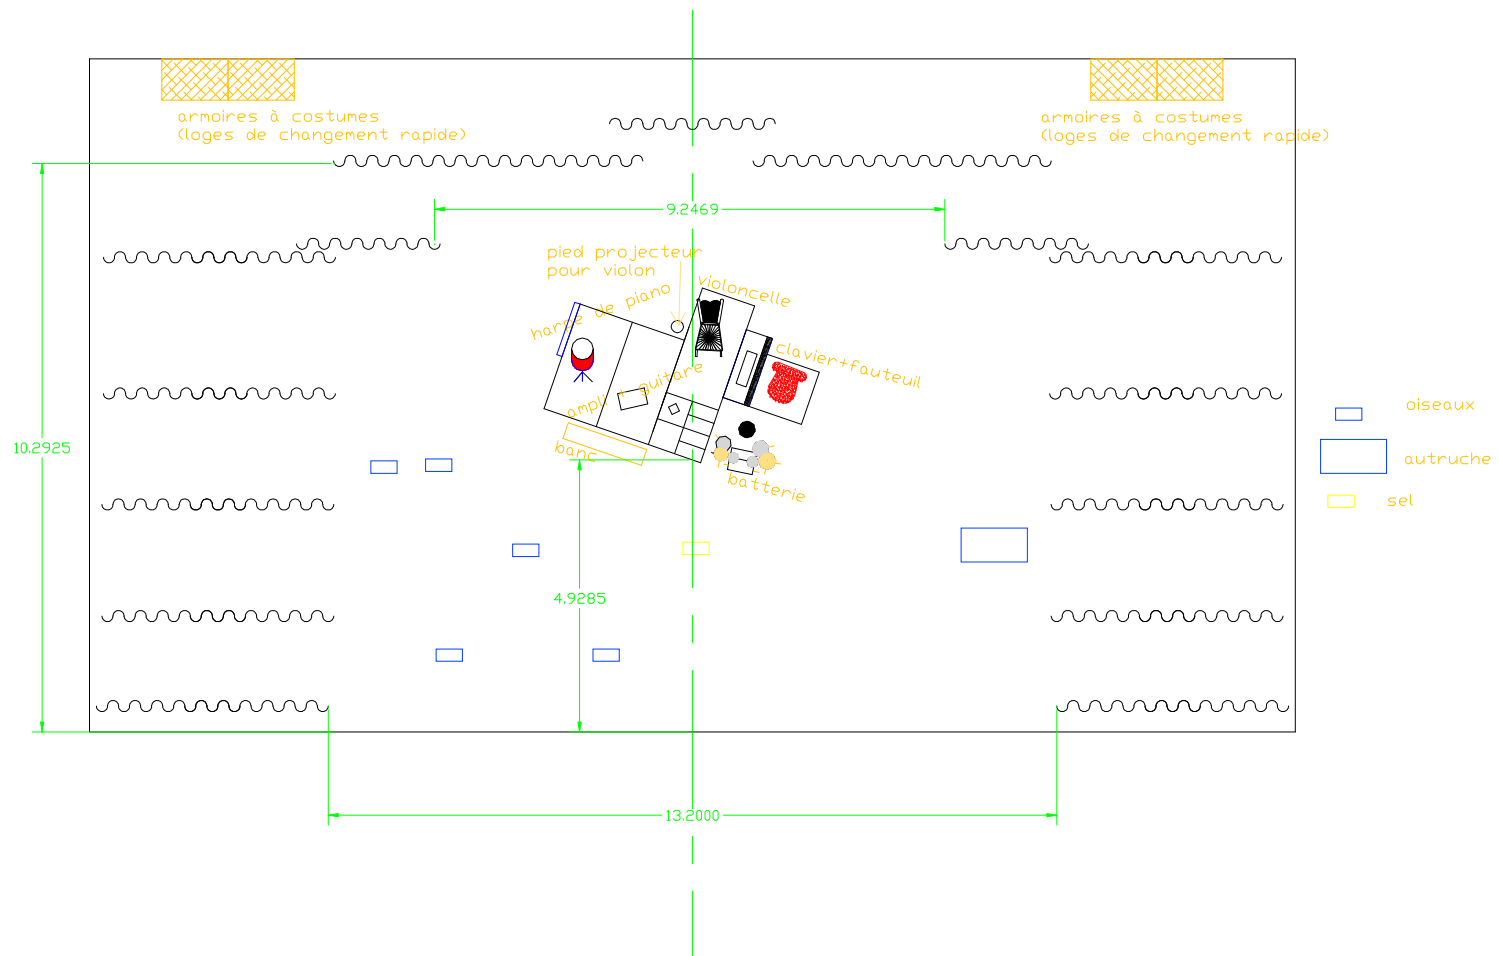 armoires à costumes
(loges de changement rapide)
armoires à costumes
(loges de changement rapide)
9.2469
pied projecteur
pour violon
violoncelle
harpe de piano
clavier+fauteuil
ampli + guitare
banc
batterie
10.2925
4.9285
13.2000
oiseaux
autruche
sel